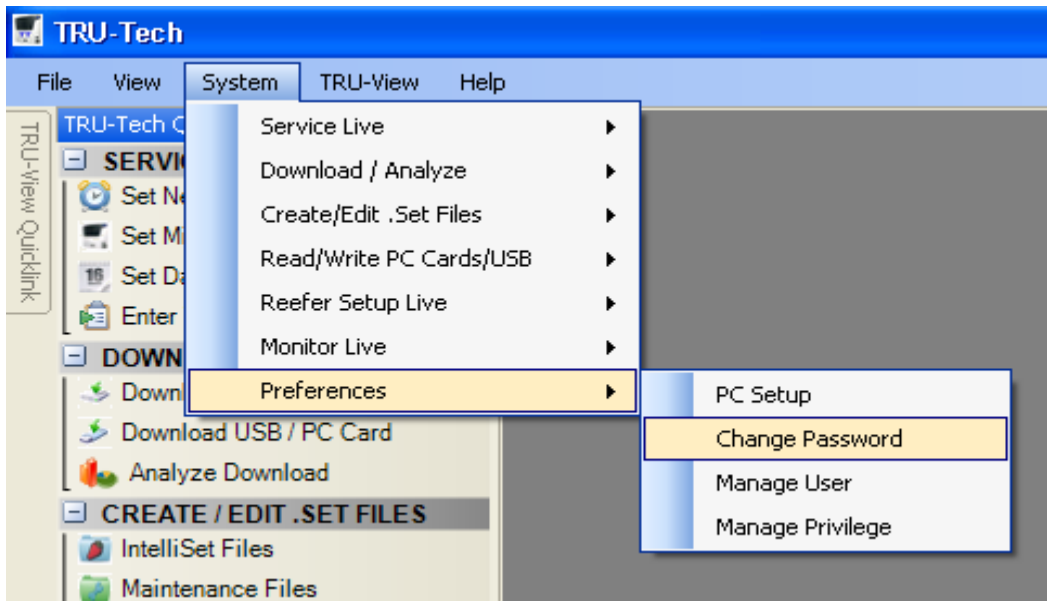 TRU-Tech
File View System TRU-View Help
TRU-View Quicklink
TRU-Tech
SERVI
Set Ne
Set Mi
Set Da
Enter
DOWN
Downl
Download USB / PC Card
Analyze Download
CREATE / EDIT .SET FILES
IntelliSet Files
Maintenance Files
Service Live
Download / Analyze
Create/Edit .Set Files
Read/Write PC Cards/USB
Reefer Setup Live
Monitor Live
Preferences
PC Setup
Change Password
Manage User
Manage Privilege